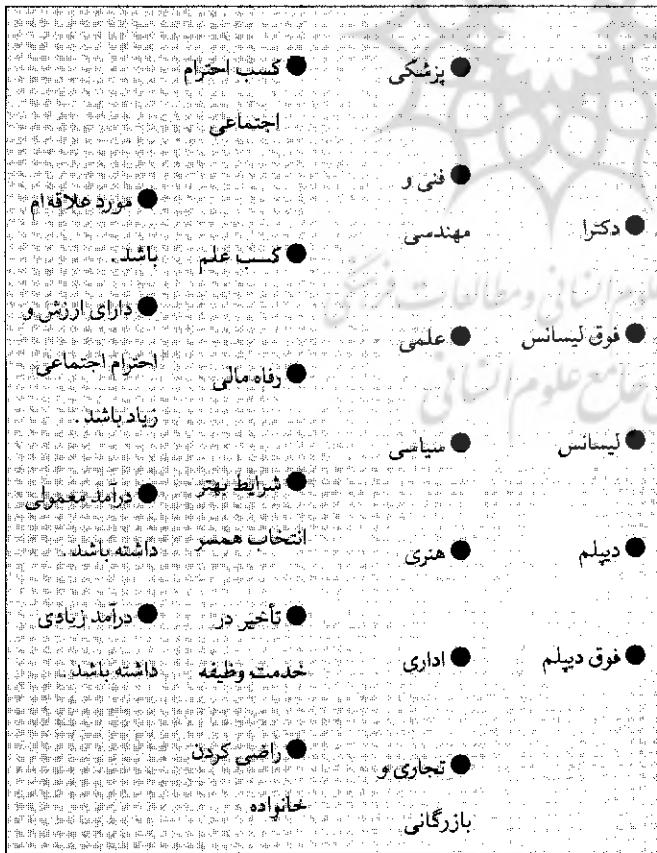 ● دکترا
● فوق لیسانس
● لیسانس
● دیپلم
● فوق دیپلم
● پزشکی
● فنی و
مهندسی
● علمی
● سیاسی
● هنری
● اداری
● تجاری و
بازرگانی
● کسب احترام
اجتماعی
● کسب علم
● رفاه مالی
● شرایط بهتر
انتخاب همسر
● تأخیر در
خدمت وظیفه
● راضی کردن
خانواده
● مورد علاقه‌ام
باشد.
● دارای ارزش و
احترام اجتماعی
زیاد باشد.
● درآمد معمولی
داشته باشد.
● درآمد زیادی
داشته باشد.